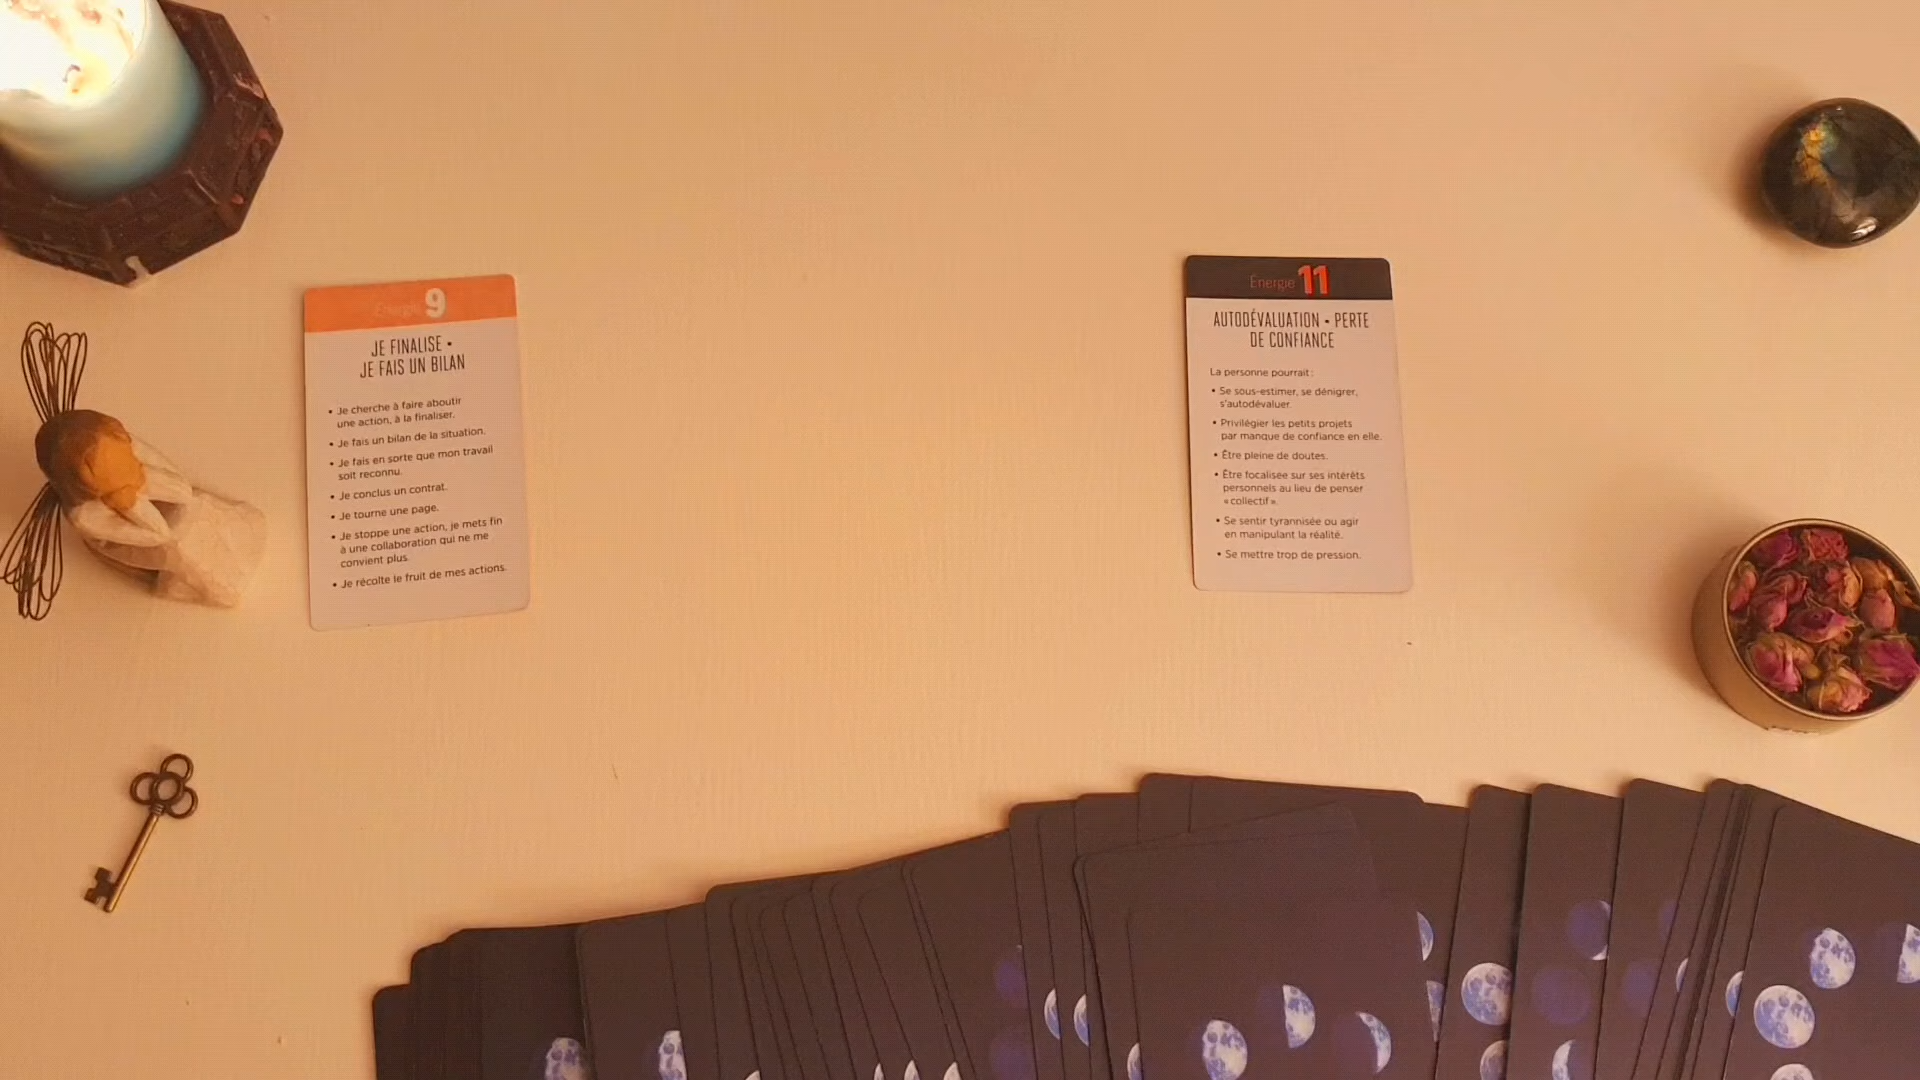 Énergie 9
JE FINALISE •
JE FAIS UN BILAN
• Je cherche à faire aboutir
une action, à la finaliser.
• Je fais un bilan de la situation.
• Je fais en sorte que mon travail
soit reconnu.
• Je conclus un contrat.
• Je tourne une page.
• Je stoppe une action, je mets fin
à une collaboration qui ne me
convient plus.
• Je récolte le fruit de mes actions.
Énergie 11
AUTODÉVALUATION • PERTE
DE CONFIANCE
La personne pourrait :
• Se sous-estimer, se dénigrer,
s'autodévaluer.
• Privilégier les petits projets
par manque de confiance en elle.
• Être pleine de doutes.
• Être focalisée sur ses intérêts
personnels au lieu de penser
« collectif ».
• Se sentir tyrannisée ou agir
en manipulant la réalité.
• Se mettre trop de pression.